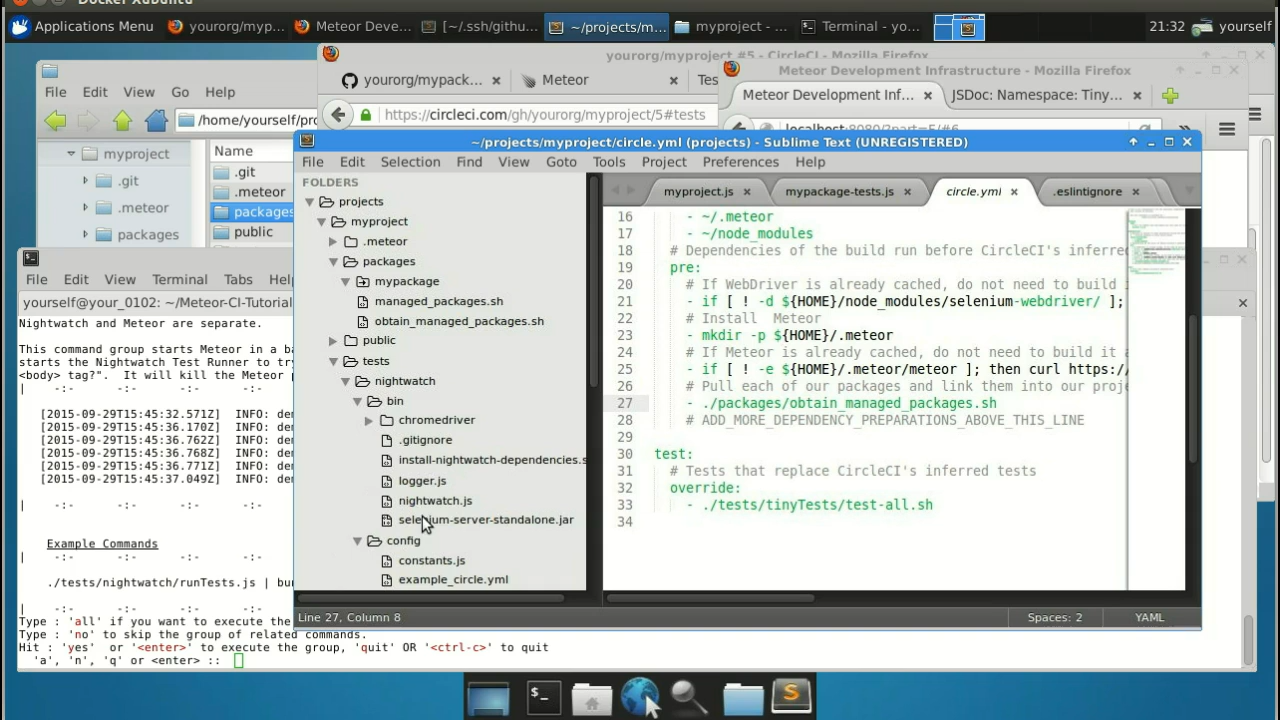 Docker Xubuntu
Applications Menu
yourorg/myp...
Meteor Deve...
[~/.ssh/githu...
~/projects/m...
myproject - ...
Terminal - yo...
21:32
yourself
yourorg/myproject #5 - CircleCI - Mozilla Firefox
Meteor Development Infrastructure - Mozilla Firefox
File Edit View Go Help
yourorg/mypack...
Meteor
Tes
Meteor Development Inf...
JSDoc: Namespace: Tiny...
/home/yourself/pro
https://circleci.com/gh/yourorg/myproject/5#tests
localhost:8080/?part=E/#6
myproject
.git
.meteor
packages
Name
.git
.meteor
packages
public
~/projects/myproject/circle.yml (projects) - Sublime Text (UNREGISTERED)
File Edit Selection Find View Goto Tools Project Preferences Help
FOLDERS
projects
myproject
.meteor
packages
mypackage
managed_packages.sh
obtain_managed_packages.sh
public
tests
nightwatch
bin
chromedriver
.gitignore
install-nightwatch-dependencies.s
logger.js
nightwatch.js
selenium-server-standalone.jar
config
constants.js
example_circle.yml
myproject.js
mypackage-tests.js
circle.yml
.eslintignore
16 - ~/.meteor
17 - ~/node_modules
18 # Dependencies of the build run before CircleCI's inferred
19 pre:
20 # If WebDriver is already cached, do not need to build i
21 - if [ ! -d ${HOME}/node_modules/selenium-webdriver/ ];
22 # Install  Meteor
23 - mkdir -p ${HOME}/.meteor
24 # If Meteor is already cached, do not need to build it a
25 - if [ ! -e ${HOME}/.meteor/meteor ]; then curl https:/
26 # Pull each of our packages and link them into our proje
27 - ./packages/obtain_managed_packages.sh
28 # ADD_MORE_DEPENDENCY_PREPARATIONS_ABOVE_THIS_LINE
29
30 test:
31 # Tests that replace CircleCI's inferred tests
32 override:
33 - ./tests/tinyTests/test-all.sh
34
Line 27, Column 8
Spaces: 2
YAML
File Edit View Terminal Tabs Help
yourself@your_0102: ~/Meteor-CI-Tutorial
Nightwatch and Meteor are separate.
This command group starts Meteor in a ba
starts the Nightwatch Test Runner to try
<body> tag?".  It will kill the Meteor p
| -:- -:- -:- -:-
[2015-09-29T15:45:32.571Z]  INFO: dem
[2015-09-29T15:45:36.170Z]  INFO: dem
[2015-09-29T15:45:36.762Z]  INFO: dem
[2015-09-29T15:45:36.768Z]  INFO: dem
[2015-09-29T15:45:36.771Z]  INFO: dem
[2015-09-29T15:45:37.049Z]  INFO: dem
| -:- -:- -:- -:-
Example Commands
| -:- -:- -:- -:-
./tests/nightwatch/runTests.js | bun
| -:- -:- -:- -:-
Type : 'all' if you want to execute the
Type : 'no' to skip the group of related commands.
Hit : 'yes'  or '<enter>' to execute the group, 'quit' OR '<ctrl-c>' to quit
'a', 'n', 'q' or <enter> ::